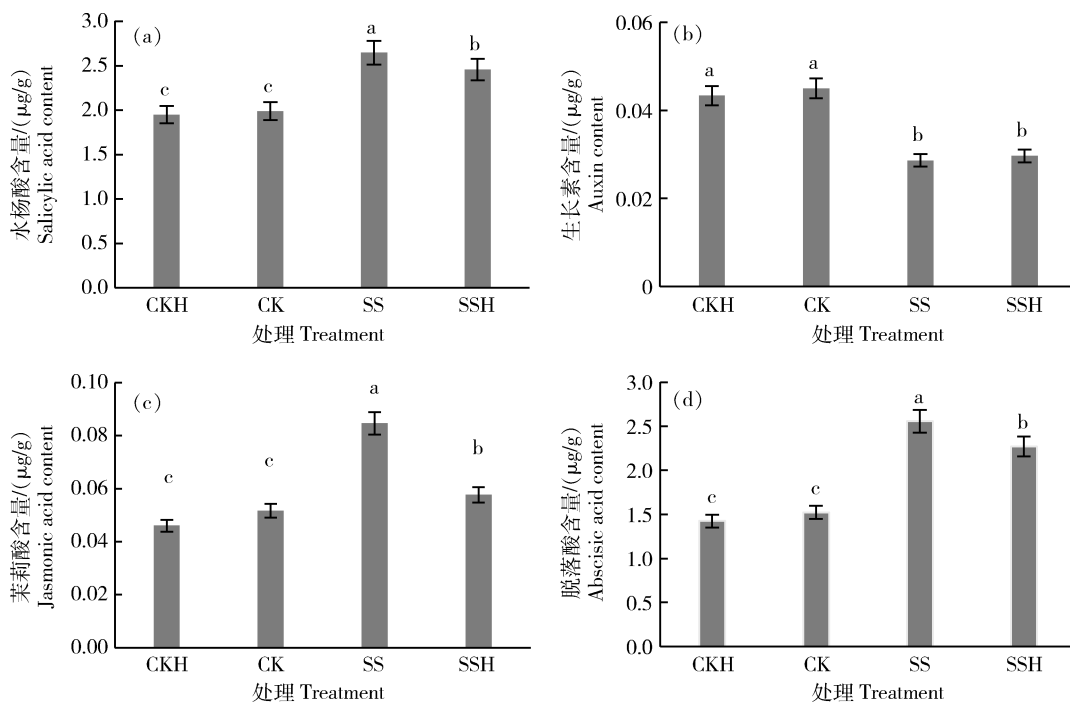 (a)
水杨酸含量/(μg/g)
Salicylic acid content
3.0
2.5
2.0
1.5
1.0
0.5
0.0
c
c
a
b
CKH
CK
SS
SSH
处理 Treatment
(b)
生长素含量/(μg/g)
Auxin content
0.06
0.04
0.02
0
a
a
b
b
CKH
CK
SS
SSH
处理 Treatment
(c)
茉莉酸含量/(μg/g)
Jasmonic acid content
0.10
0.08
0.06
0.04
0.02
0.00
c
c
a
b
CKH
CK
SS
SSH
处理 Treatment
(d)
脱落酸含量/(μg/g)
Abscisic acid content
3.0
2.5
2.0
1.5
1.0
0.5
0.0
c
c
a
b
CKH
CK
SS
SSH
处理 Treatment